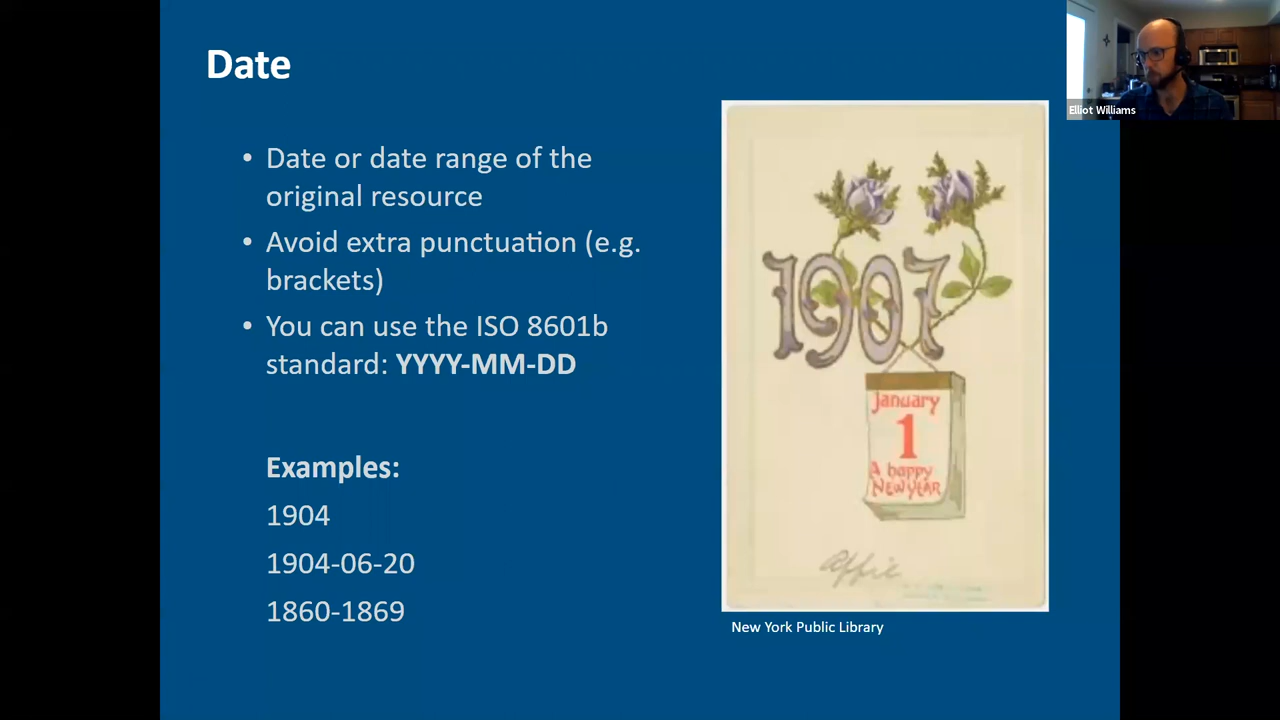 Date
Elliot Williams
• Date or date range of the
original resource
• Avoid extra punctuation (e.g.
brackets)
• You can use the ISO 8601b
standard: YYYY-MM-DD
Examples:
1904
1904-06-20
1860-1869
1907
January
1
A happy
New Year
Effie
New York Public Library